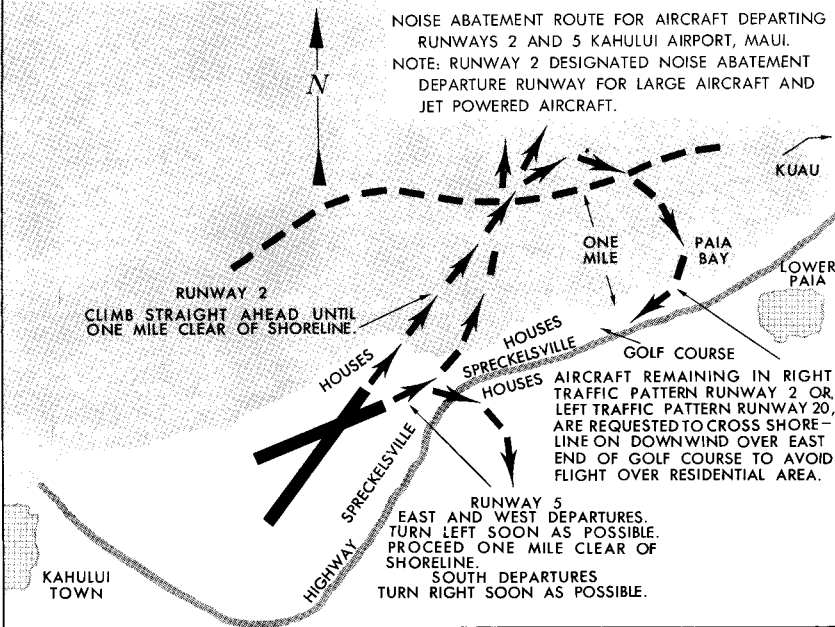 NOISE ABATEMENT ROUTE FOR AIRCRAFT DEPARTING
RUNWAYS 2 AND 5 KAHULUI AIRPORT, MAUI.
NOTE: RUNWAY 2 DESIGNATED NOISE ABATEMENT
DEPARTURE RUNWAY FOR LARGE AIRCRAFT AND
JET POWERED AIRCRAFT.
N
KUAU
ONE
MILE
PAIA
BAY
LOWER
PAIA
RUNWAY 2
CLIMB STRAIGHT AHEAD UNTIL
ONE MILE CLEAR OF SHORELINE.
HOUSES
HOUSES
SPRECKELSVILLE
HOUSES
GOLF COURSE
AIRCRAFT REMAINING IN RIGHT
TRAFFIC PATTERN RUNWAY 2 OR,
LEFT TRAFFIC PATTERN RUNWAY 20,
ARE REQUESTED TO CROSS SHORE-
LINE ON DOWNWIND OVER EAST
END OF GOLF COURSE TO AVOID
FLIGHT OVER RESIDENTIAL AREA.
SPRECKELSVILLE
HIGHWAY
RUNWAY 5
EAST AND WEST DEPARTURES.
TURN LEFT SOON AS POSSIBLE.
PROCEED ONE MILE CLEAR OF
SHORELINE.
SOUTH DEPARTURES
TURN RIGHT SOON AS POSSIBLE.
KAHULUI
TOWN